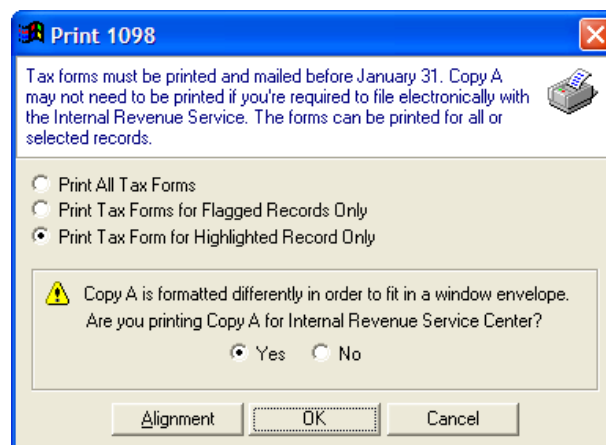 Print 1098
Tax forms must be printed and mailed before January 31. Copy A
may not need to be printed if you're required to file electronically with
the Internal Revenue Service. The forms can be printed for all or
selected records.
Print All Tax Forms
Print Tax Forms for Flagged Records Only
Print Tax Form for Highlighted Record Only
Copy A is formatted differently in order to fit in a window envelope.
Are you printing Copy A for Internal Revenue Service Center?
Yes No
Alignment OK Cancel